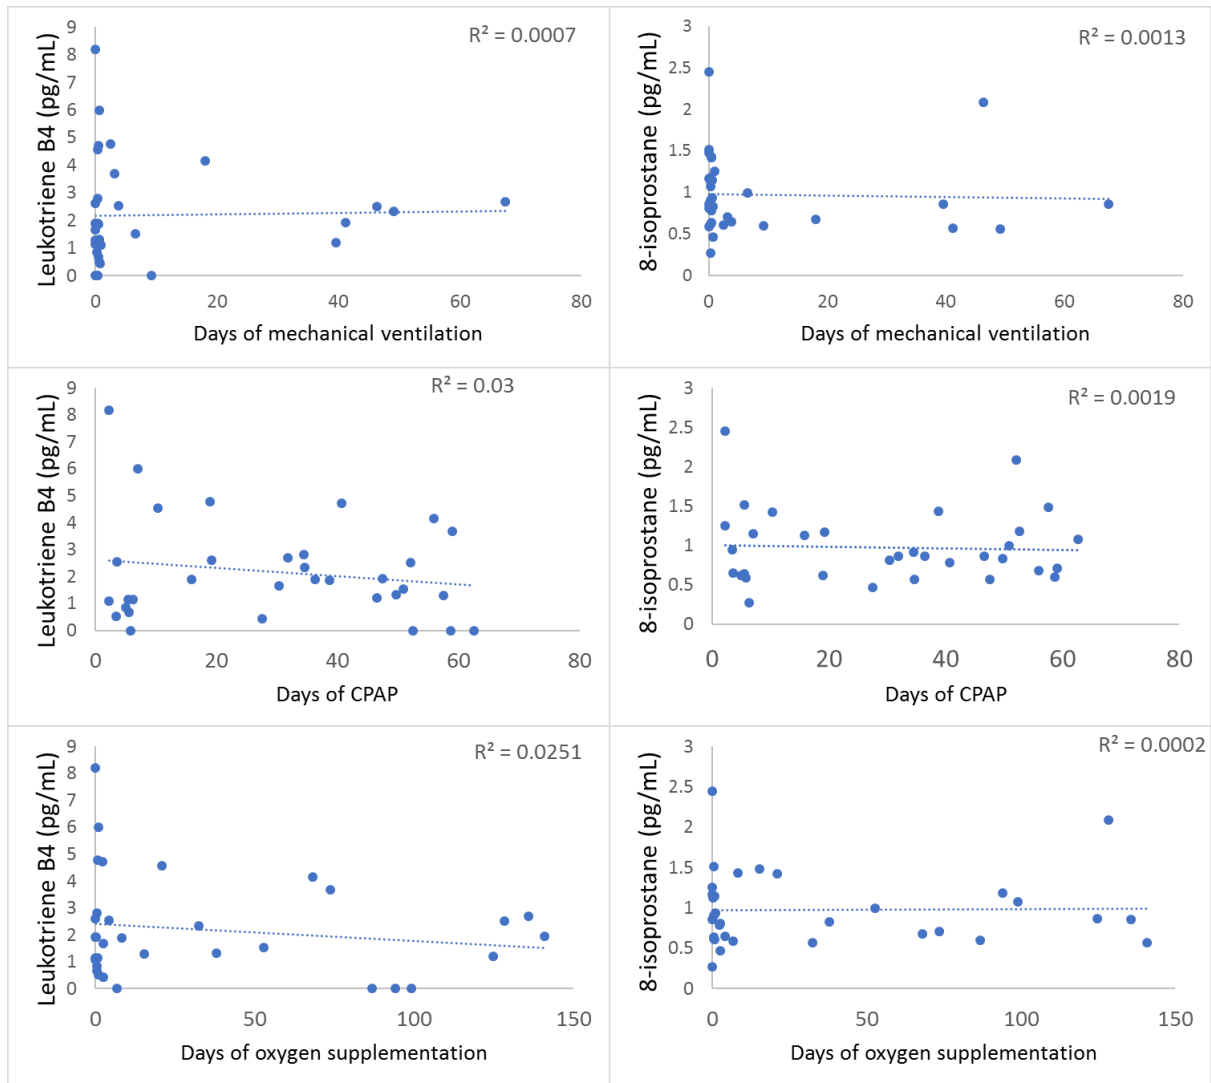 Leukotriene B4 (pg/mL)
9
8
7
6
5
4
3
2
1
0
R² = 0.0007
0 20 40 60 80
Days of mechanical ventilation
8-isoprostane (pg/mL)
3
2.5
2
1.5
1
0.5
0
R² = 0.0013
0 20 40 60 80
Days of mechanical ventilation
Leukotriene B4 (pg/mL)
9
8
7
6
5
4
3
2
1
0
R² = 0.03
0 20 40 60 80
Days of CPAP
8-isoprostane (pg/mL)
3
2.5
2
1.5
1
0.5
0
R² = 0.0019
0 20 40 60 80
Days of CPAP
Leukotriene B4 (pg/mL)
9
8
7
6
5
4
3
2
1
0
R² = 0.0251
0 50 100 150
Days of oxygen supplementation
8-isoprostane (pg/mL)
3
2.5
2
1.5
1
0.5
0
R² = 0.0002
0 50 100 150
Days of oxygen supplementation